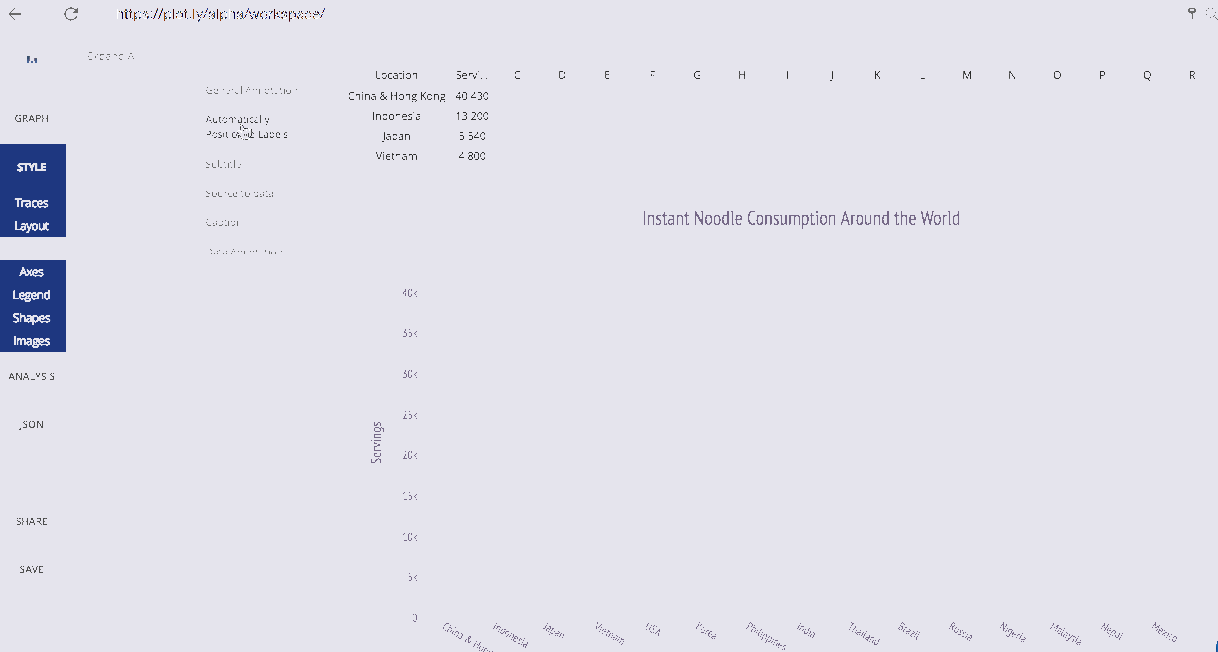 https://plot.ly/alpha/workspace/
Expand A
Location Servi... C D E F G H I J K L M N O P Q R
General Annotation
China & Hong Kong 40 430
GRAPH
Automatically
Indonesia 13 200
Positioned Labels
Japan 5 540
Vietnam 4 800
STYLE
Subtitle
Traces
Source to data
Layout
Caption
Instant Noodle Consumption Around the World
Axes
Legend
Shapes
Images
ANALYSIS
JSON
SHARE
SAVE
Servings
40k
35k
30k
25k
20k
15k
10k
5k
0
China & Hong Indonesia Japan Vietnam USA Korea Philippines India Thailand Brazil Russia Nigeria Malaysia Nepal Mexico